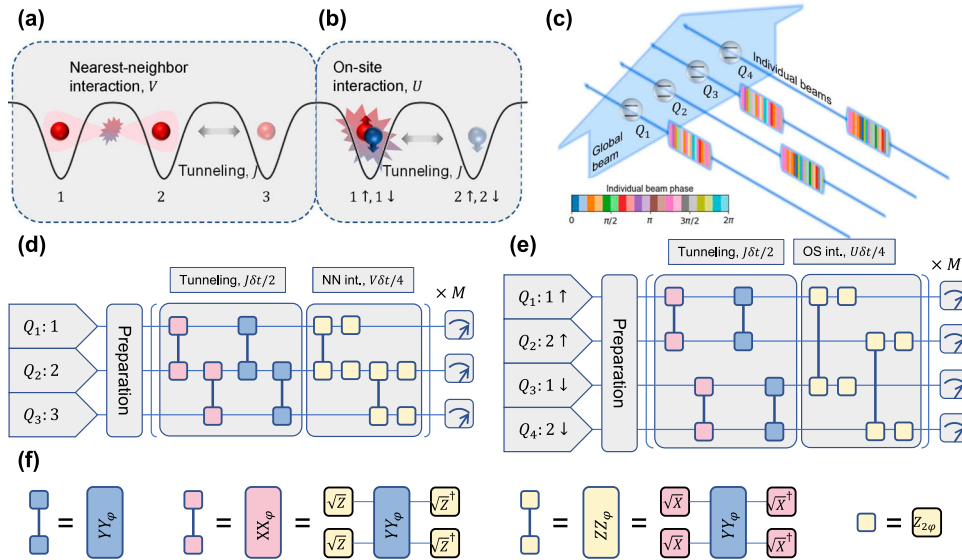 (a)
Nearest-neighbor
interaction, V
Tunneling, J
1 2 3
(b)
On-site
interaction, U
Tunneling, J
1 ↑,1 ↓ 2 ↑,2 ↓
(c)
Q₄
Individual beams
Q₃
Q₂
Q₁
Global
beam
Individual beam phase
0 π/2 π 3π/2 2π
(d)
Tunneling, Jδt/2 NN int., Vδt/4
× M
Q₁: 1
Q₂: 2
Q₃: 3
Preparation
(e)
Tunneling, Jδt/2 OS int., Uδt/4
× M
Q₁: 1 ↑
Q₂: 2 ↑
Q₃: 1 ↓
Q₄: 2 ↓
Preparation
(f)
= YYφ
= XXφ = √Z √Z YYφ √Z† √Z†
= ZZφ = √X √X YYφ √X† √X†
= Z₂φ